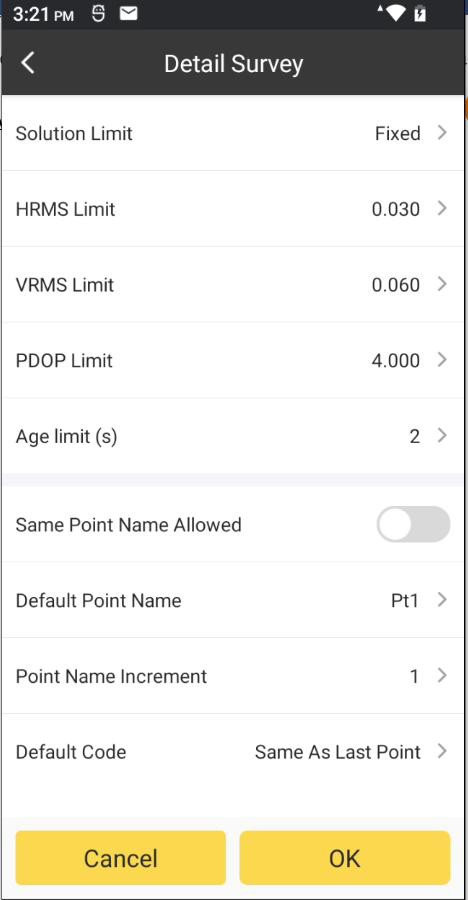 3:21 PM
Detail Survey
Solution Limit Fixed
HRMS Limit 0.030
VRMS Limit 0.060
PDOP Limit 4.000
Age limit (s) 2
Same Point Name Allowed
Default Point Name Pt1
Point Name Increment 1
Default Code Same As Last Point
Cancel OK